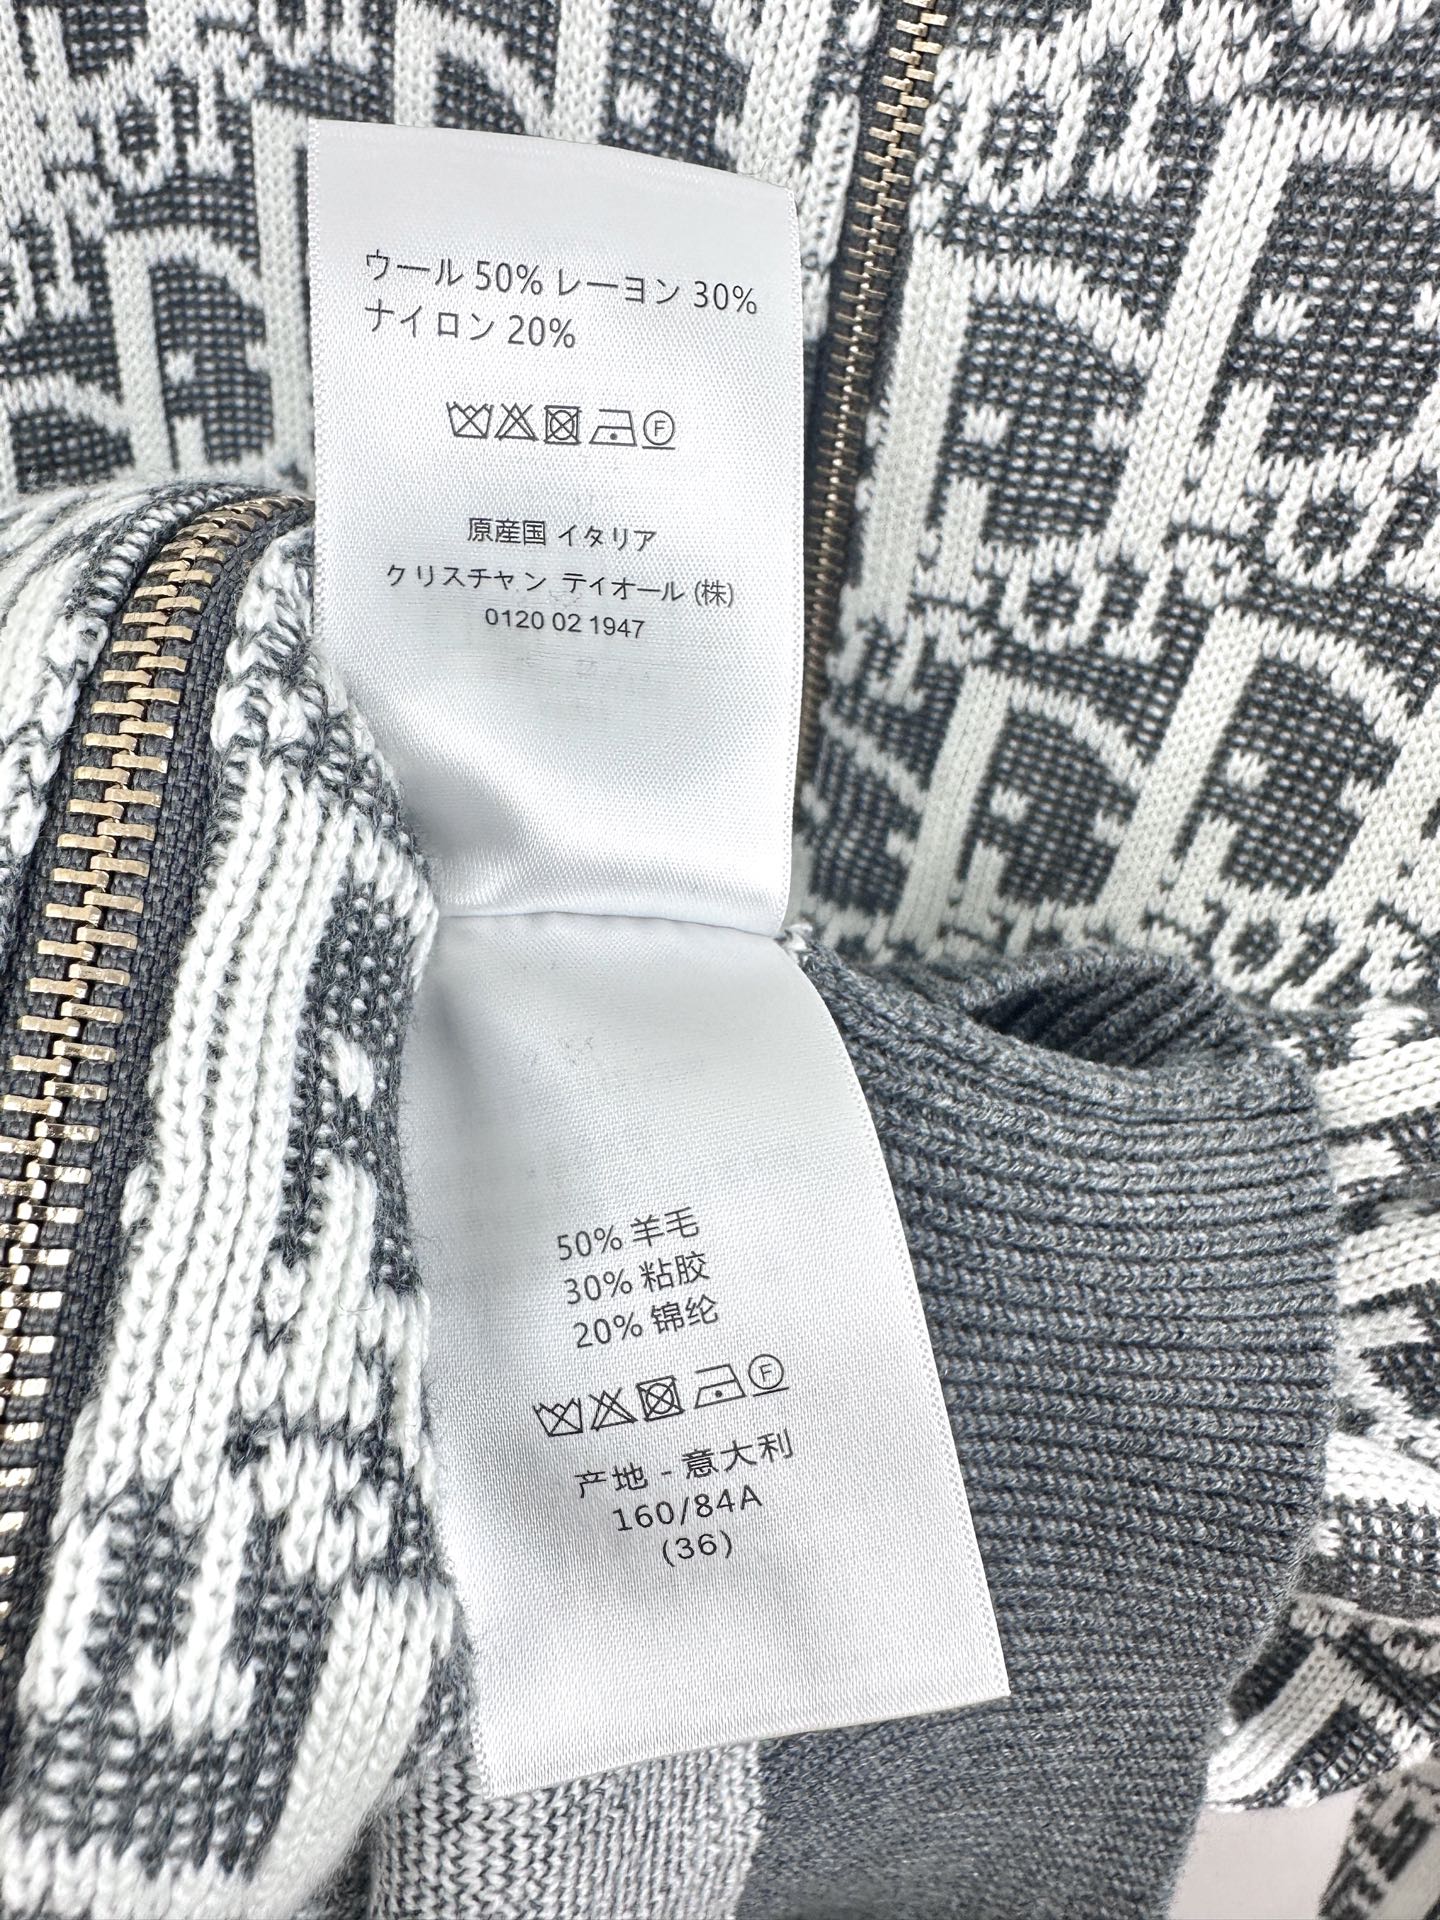 ウール 50% レーヨン 30%
ナイロン 20%
F
原産国 イタリア
クリスチャン ディオール (株)
0120 02 1947
50% 羊毛
30% 粘胶
20% 锦纶
F
产地 - 意大利
160/84A
(36)